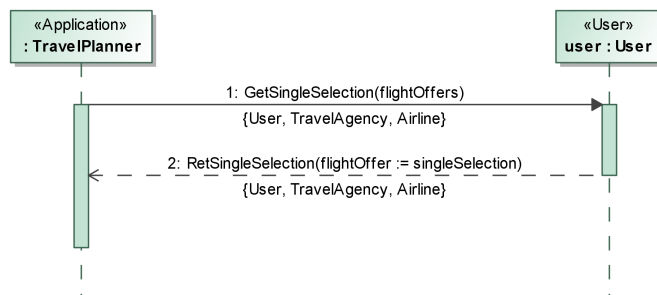 «Application»
: TravelPlanner
«User»
user : User
1: GetSingleSelection(flightOffers)
{User, TravelAgency, Airline}
2: RetSingleSelection(flightOffer := singleSelection)
{User, TravelAgency, Airline}